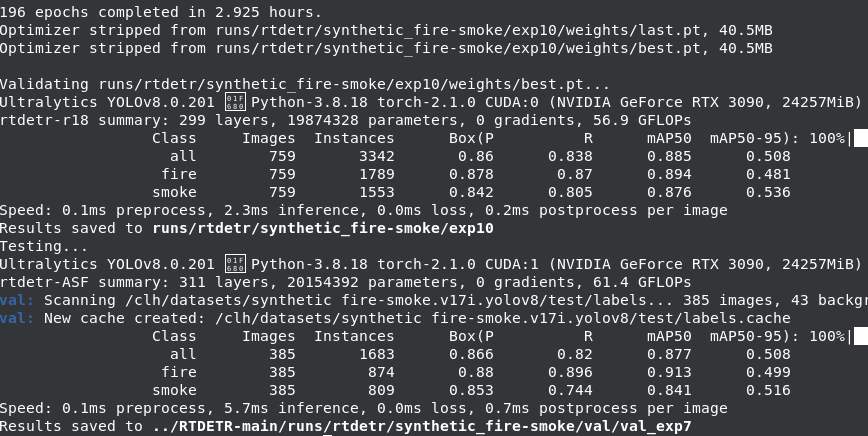 196 epochs completed in 2.925 hours.
Optimizer stripped from runs/rtdetr/synthetic_fire-smoke/exp10/weights/last.pt, 40.5MB
Optimizer stripped from runs/rtdetr/synthetic_fire-smoke/exp10/weights/best.pt, 40.5MB
Validating runs/rtdetr/synthetic_fire-smoke/exp10/weights/best.pt...
Ultralytics YOLOv8.0.201 01F680 Python-3.8.18 torch-2.1.0 CUDA:0 (NVIDIA GeForce RTX 3090, 24257MiB)
rtdetr-r18 summary: 299 layers, 19874328 parameters, 0 gradients, 56.9 GFLOPs
Class Images Instances Box(P R mAP50 mAP50-95): 100%|
all 759 3342 0.86 0.838 0.885 0.508
fire 759 1789 0.878 0.87 0.894 0.481
smoke 759 1553 0.842 0.805 0.876 0.536
Speed: 0.1ms preprocess, 2.3ms inference, 0.0ms loss, 0.2ms postprocess per image
Results saved to runs/rtdetr/synthetic_fire-smoke/exp10
Testing...
Ultralytics YOLOv8.0.201 01F680 Python-3.8.18 torch-2.1.0 CUDA:1 (NVIDIA GeForce RTX 3090, 24257MiB)
rtdetr-ASF summary: 311 layers, 20154392 parameters, 0 gradients, 61.4 GFLOPs
val: Scanning /clh/datasets/synthetic fire-smoke.v17i.yolov8/test/labels... 385 images, 43 backgr
val: New cache created: /clh/datasets/synthetic fire-smoke.v17i.yolov8/test/labels.cache
Class Images Instances Box(P R mAP50 mAP50-95): 100%|
all 385 1683 0.866 0.82 0.877 0.508
fire 385 874 0.88 0.896 0.913 0.499
smoke 385 809 0.853 0.744 0.841 0.516
Speed: 0.1ms preprocess, 5.7ms inference, 0.0ms loss, 0.7ms postprocess per image
Results saved to ../RTDETR-main/runs/rtdetr/synthetic_fire-smoke/val/val_exp7